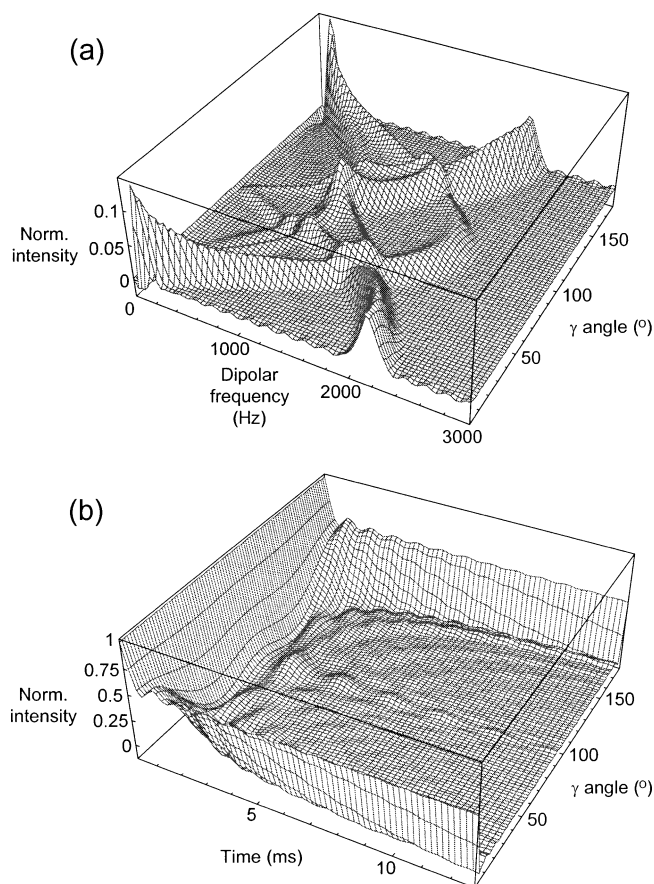 (a)
0.1
Norm.
intensity
0.05
0
0
1000
Dipolar
frequency
(Hz)
2000
3000
50
100
150
γ angle (º)
(b)
1
0.75
Norm.
intensity
0.5
0.25
0
5
Time (ms)
10
50
100
150
γ angle (º)